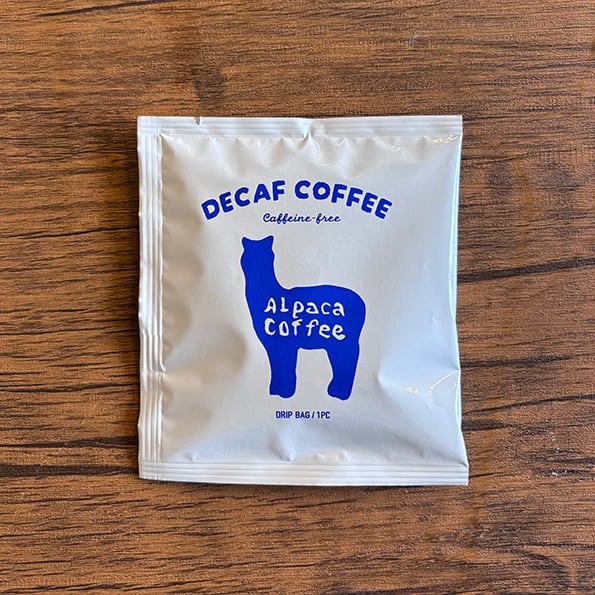 DECAF COFFEE
Caffeine-free
Alpaca
Coffee
DRIP BAG / 1PC